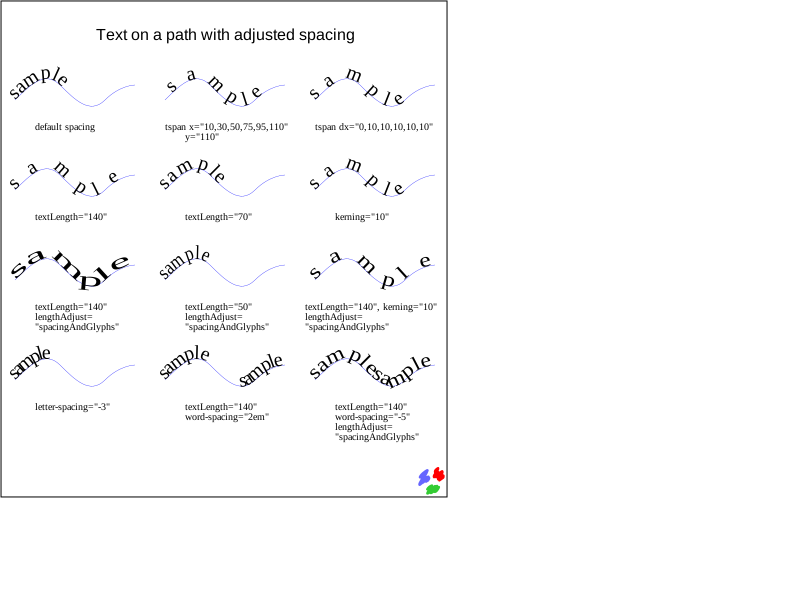 Text on a path with adjusted spacing
sample
s a m p l e
s a m p l e
default spacing
tspan x="10,30,50,75,95,110"
y="110"
tspan dx="0,10,10,10,10,10"
s a m p l e
sample
s a m p l e
textLength="140"
textLength="70"
kerning="10"
sample
sample
s a m p l e
textLength="140"
lengthAdjust=
"spacingAndGlyphs"
textLength="50"
lengthAdjust=
"spacingAndGlyphs"
textLength="140", kerning="10"
lengthAdjust=
"spacingAndGlyphs"
sample
sample sample
sample sample
letter-spacing="-3"
textLength="140"
word-spacing="2em"
textLength="140"
word-spacing="-5"
lengthAdjust=
"spacingAndGlyphs"